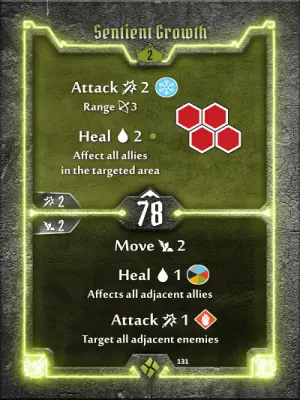 Sentient Growth
2
Attack 2
Range 3
Heal 2
Affect all allies
in the targeted area
2
78
2
Move 2
Heal 1
Affects all adjacent allies
Attack 1
Target all adjacent enemies
131